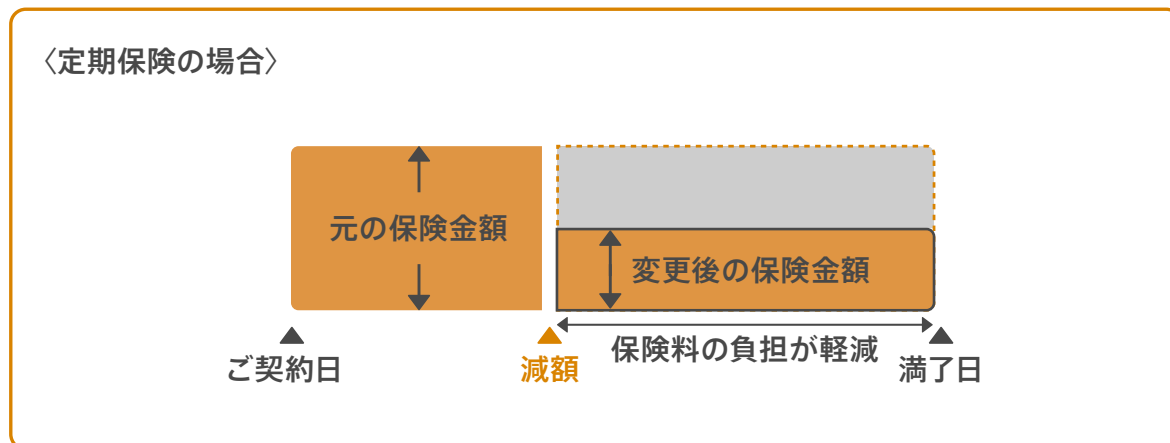 〈定期保険の場合〉
元の保険金額
変更後の保険金額
保険料の負担が軽減
ご契約日
減額
満了日